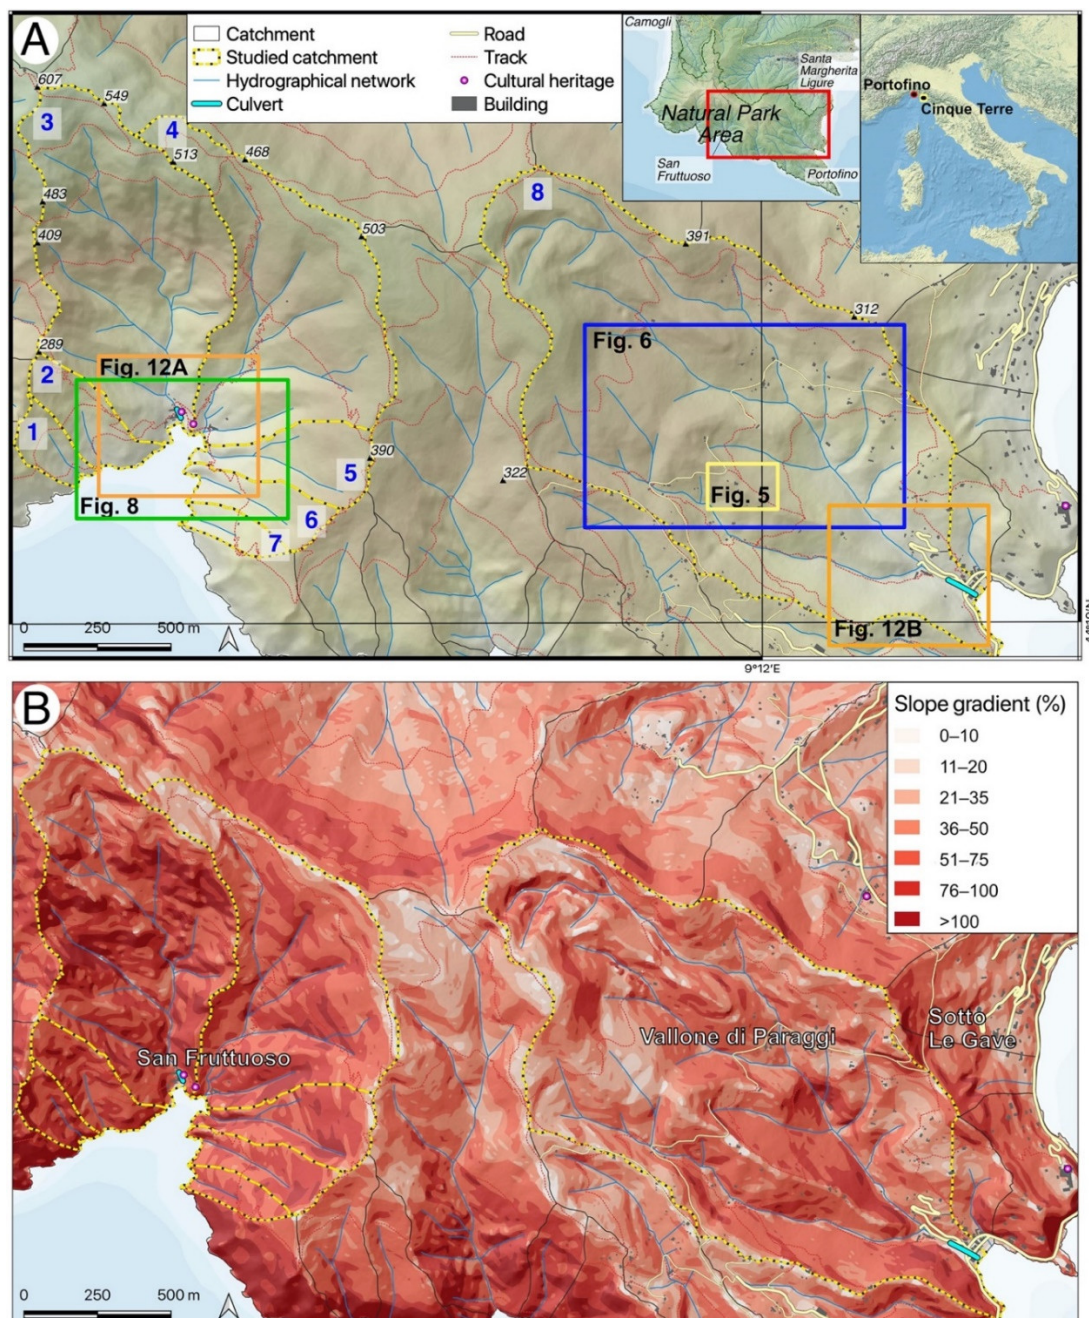 A
Catchment
Studied catchment
Hydrographical network
Culvert
Road
Track
Cultural heritage
Building
Camogli
Santa
Margherita
Ligure
Natural Park
Area
San
Fruttuoso
Portofino
Portofino
Cinque Terre
607
549
3
4
513
468
8
483
409
503
391
312
289
2
Fig. 12A
Fig. 6
1
390
322
5
Fig. 5
Fig. 8
6
7
Fig. 12B
0 250 500 m
9°12'E
B
Slope gradient (%)
0–10
11–20
21–35
36–50
51–75
76–100
>100
San Fruttuoso
Vallone di Paraggi
Sotto
Le Gave
0 250 500 m